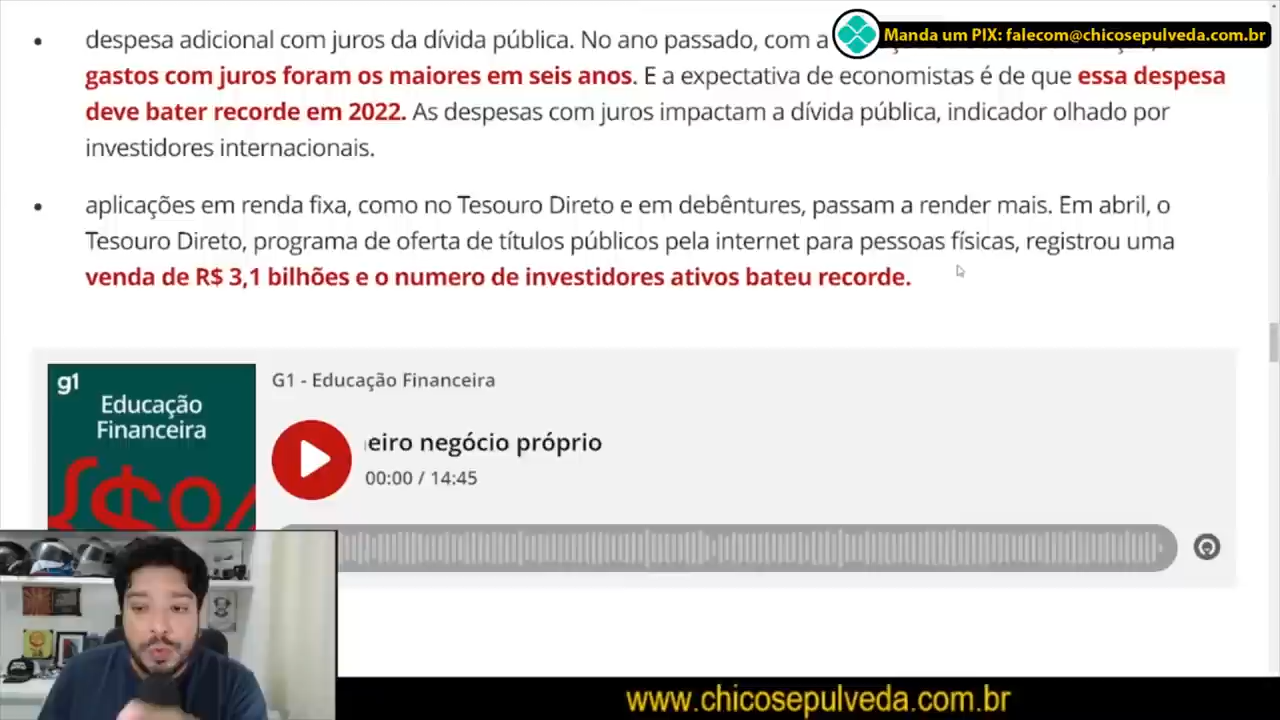 Manda um PIX: falecom@chicosepulveda.com.br
despesa adicional com juros da dívida pública. No ano passado, com a
gastos com juros foram os maiores em seis anos. E a expectativa de economistas é de que essa despesa
deve bater recorde em 2022. As despesas com juros impactam a dívida pública, indicador olhado por
investidores internacionais.
aplicações em renda fixa, como no Tesouro Direto e em debêntures, passam a render mais. Em abril, o
Tesouro Direto, programa de oferta de títulos públicos pela internet para pessoas físicas, registrou uma
venda de R$ 3,1 bilhões e o numero de investidores ativos bateu recorde.
g1
Educação
Financeira
{$%
G1 - Educação Financeira
eiro negócio próprio
00:00 / 14:45
www.chicosepulveda.com.br